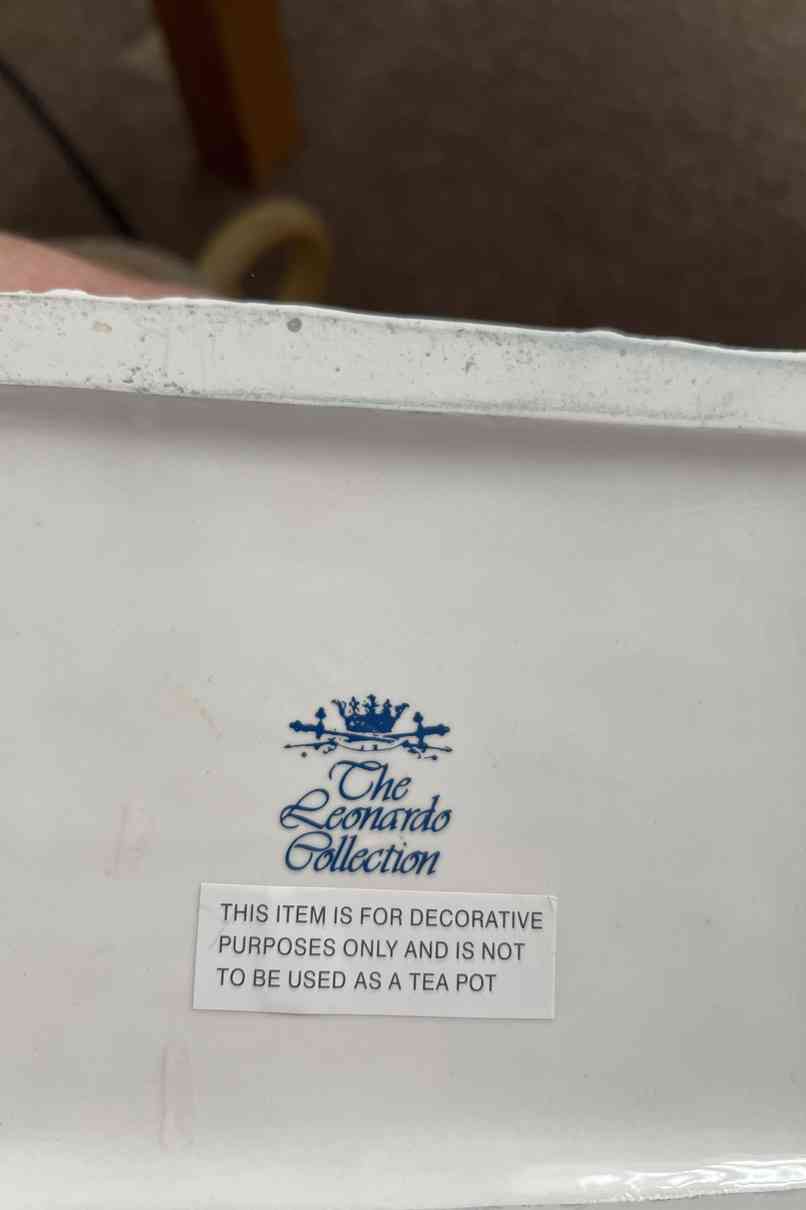 The
Leonardo
Collection
THIS ITEM IS FOR DECORATIVE
PURPOSES ONLY AND IS NOT
TO BE USED AS A TEA POT